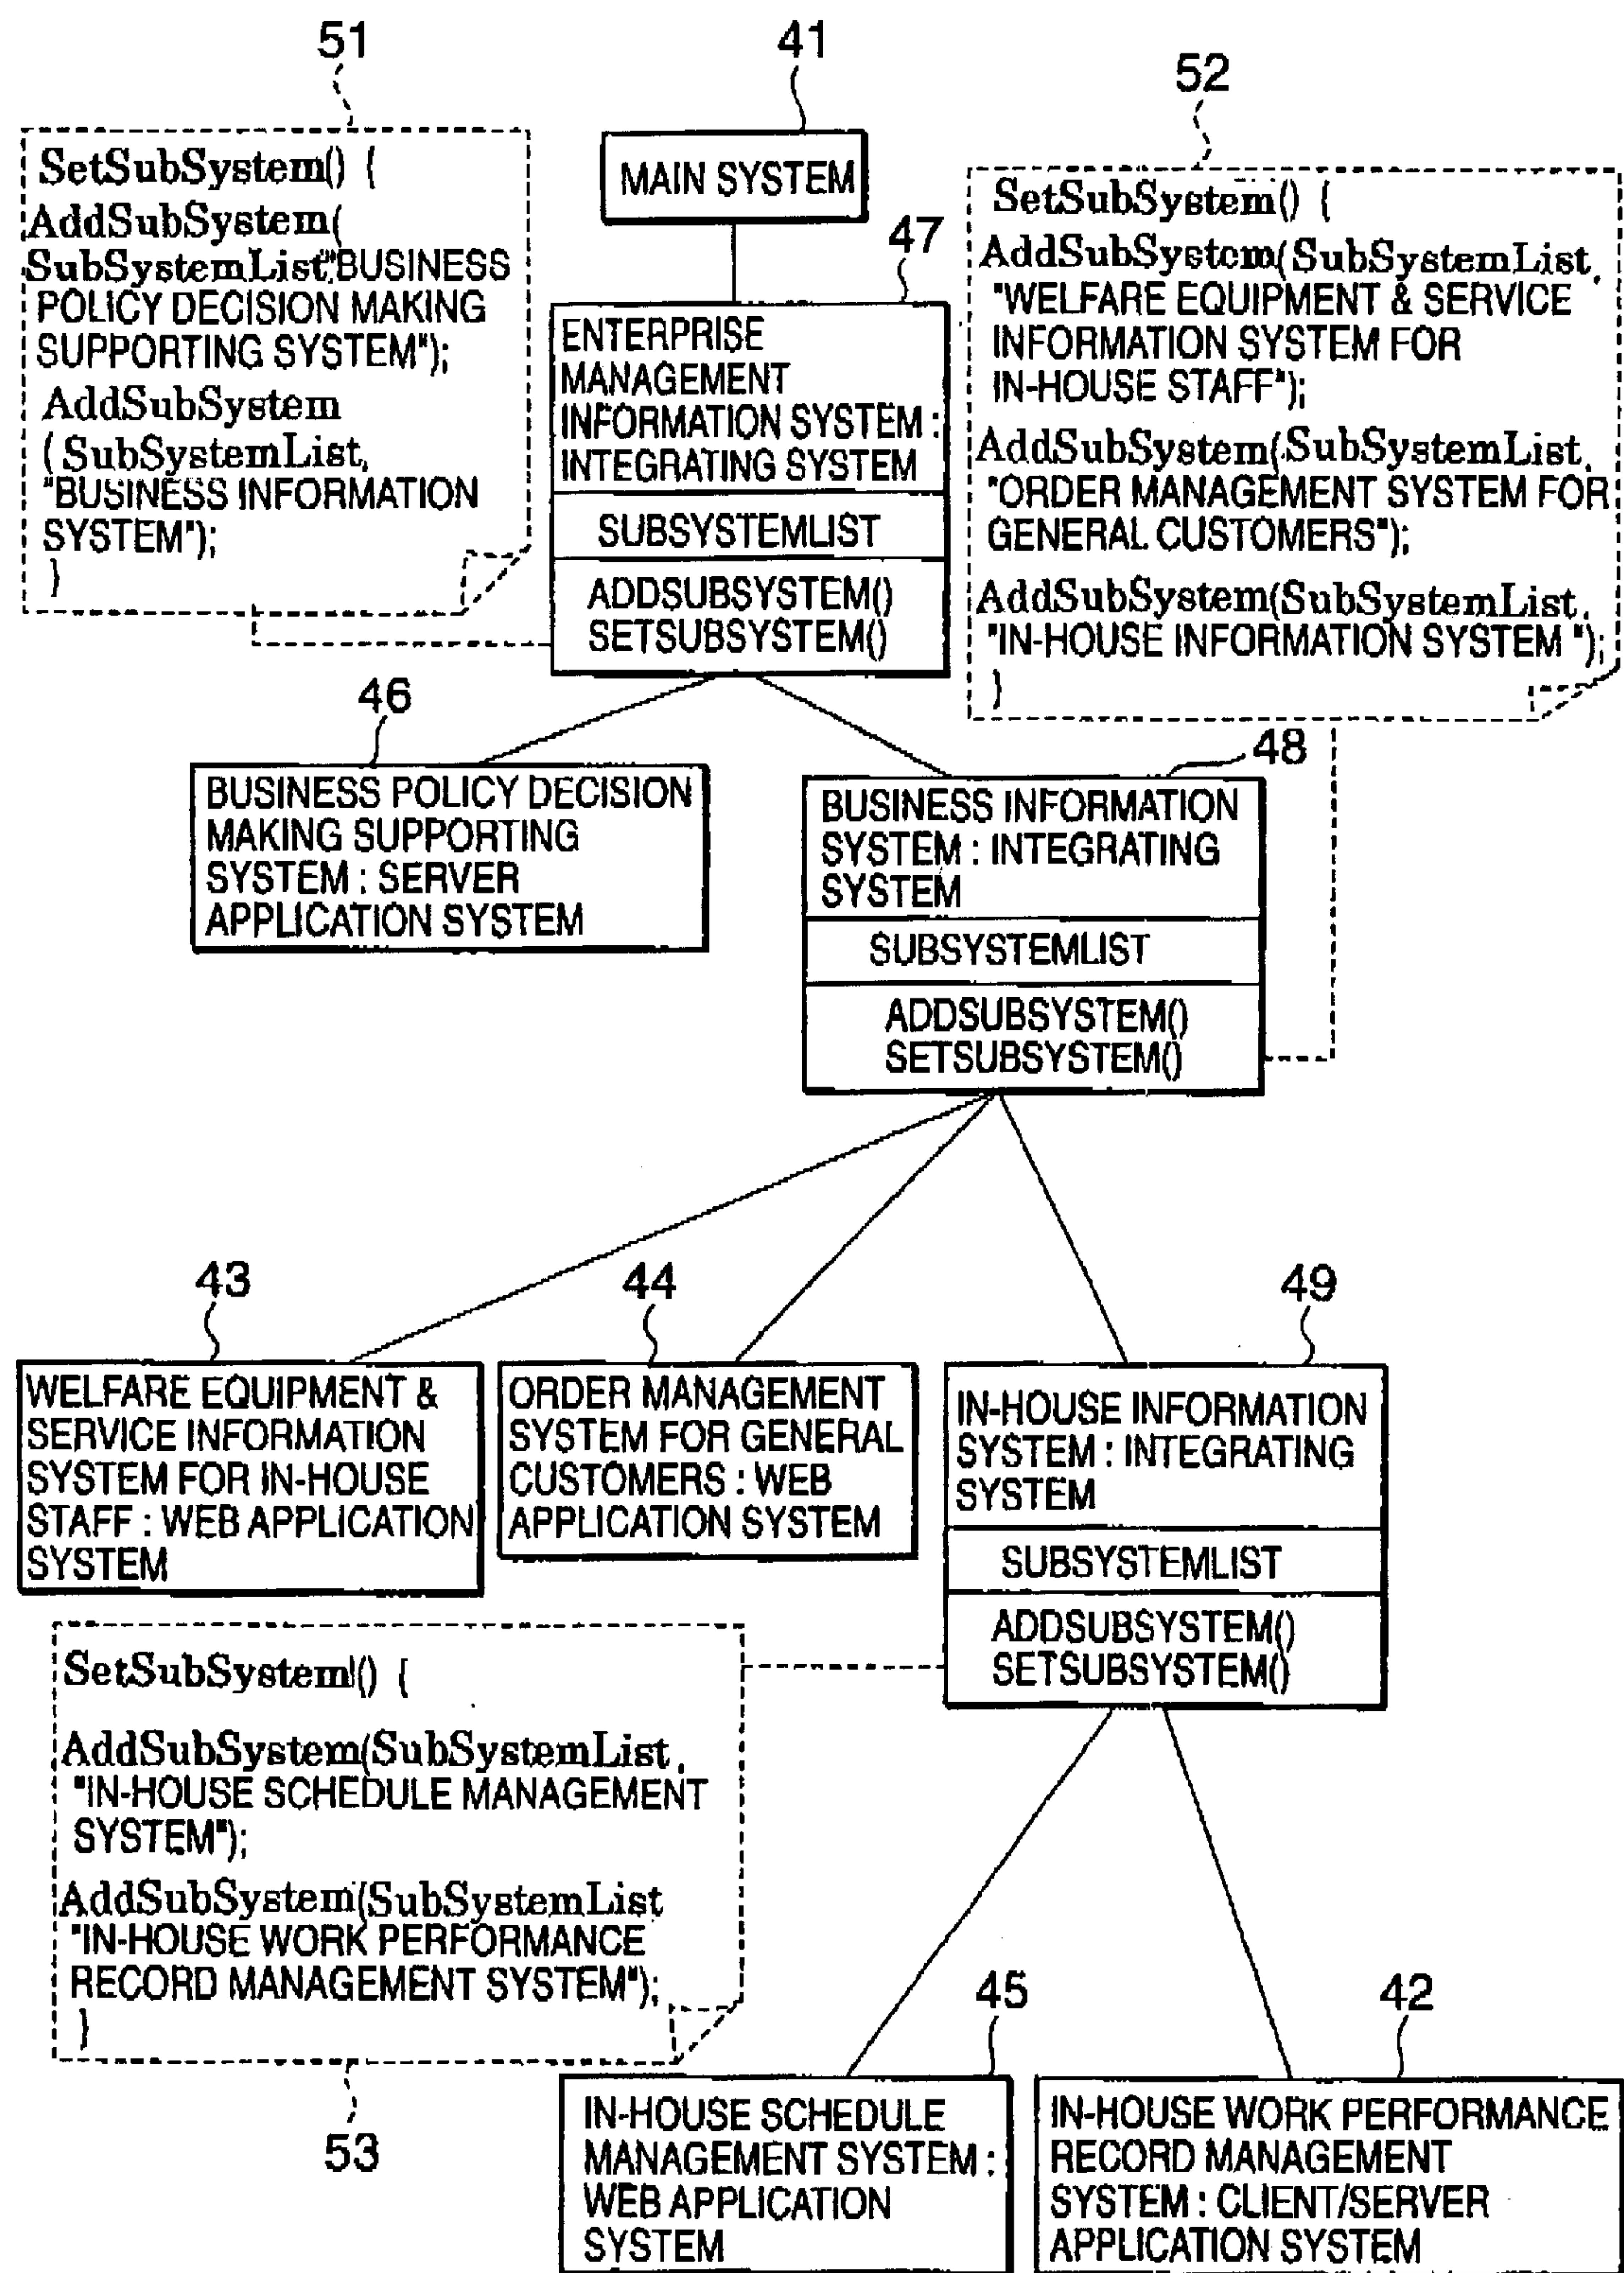 51
41
52
SetSubSystem() {
AddSubSystem(
SubSystemList,"BUSINESS
POLICY DECISION MAKING
SUPPORTING SYSTEM");
AddSubSystem
(SubSystemList,
"BUSINESS INFORMATION
SYSTEM");
}
MAIN SYSTEM
47
ENTERPRISE
MANAGEMENT
INFORMATION SYSTEM :
INTEGRATING SYSTEM
SUBSYSTEMLIST
ADDSUBSYSTEM()
SETSUBSYSTEM()
SetSubSystem() {
AddSubSystem(SubSystemList,
"WELFARE EQUIPMENT & SERVICE
INFORMATION SYSTEM FOR
IN-HOUSE STAFF");
AddSubSystem(SubSystemList,
"ORDER MANAGEMENT SYSTEM FOR
GENERAL CUSTOMERS");
AddSubSystem(SubSystemList,
"IN-HOUSE INFORMATION SYSTEM ");
}
46
BUSINESS POLICY DECISION
MAKING SUPPORTING
SYSTEM : SERVER
APPLICATION SYSTEM
48
BUSINESS INFORMATION
SYSTEM : INTEGRATING
SYSTEM
SUBSYSTEMLIST
ADDSUBSYSTEM()
SETSUBSYSTEM()
43
WELFARE EQUIPMENT &
SERVICE INFORMATION
SYSTEM FOR IN-HOUSE
STAFF : WEB APPLICATION
SYSTEM
44
ORDER MANAGEMENT
SYSTEM FOR GENERAL
CUSTOMERS : WEB
APPLICATION SYSTEM
49
IN-HOUSE INFORMATION
SYSTEM : INTEGRATING
SYSTEM
SUBSYSTEMLIST
ADDSUBSYSTEM()
SETSUBSYSTEM()
SetSubSystem() {
AddSubSystem(SubSystemList,
"IN-HOUSE SCHEDULE MANAGEMENT
SYSTEM");
AddSubSystem(SubSystemList
"IN-HOUSE WORK PERFORMANCE
RECORD MANAGEMENT SYSTEM");
}
53
45
IN-HOUSE SCHEDULE
MANAGEMENT SYSTEM :
WEB APPLICATION
SYSTEM
42
IN-HOUSE WORK PERFORMANCE
RECORD MANAGEMENT
SYSTEM : CLIENT/SERVER
APPLICATION SYSTEM